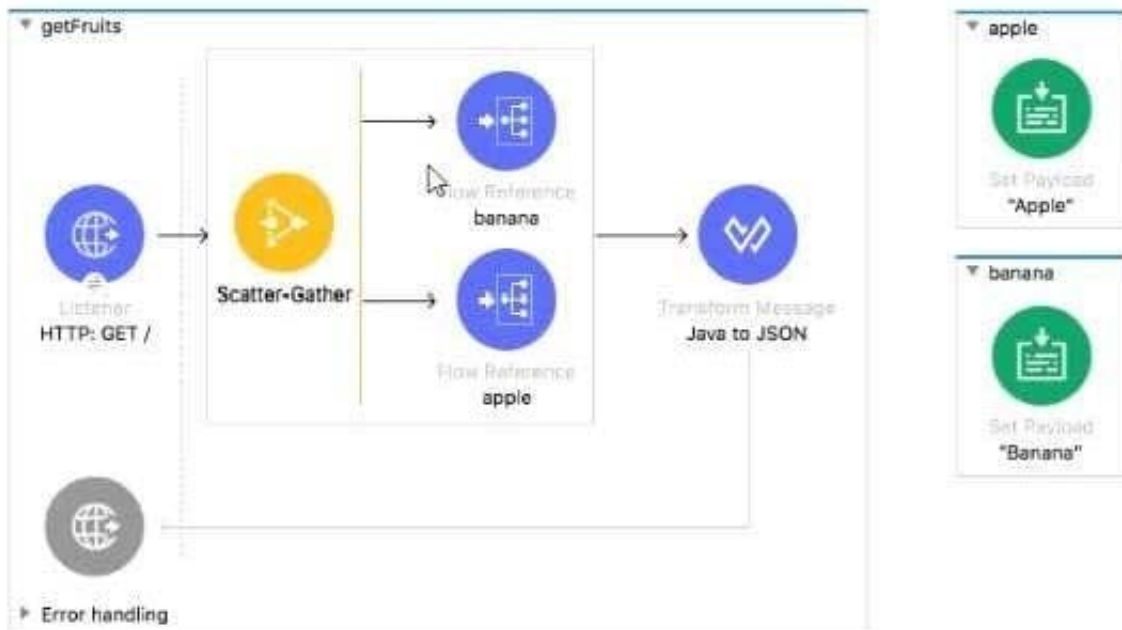 getFruits
Flow Reference
banana
Scatter-Gather
Listener
HTTP: GET /
Transform Message
Java to JSON
Flow Reference
apple
Error handling
apple
Set Payload
"Apple"
banana
Set Payload
"Banana"